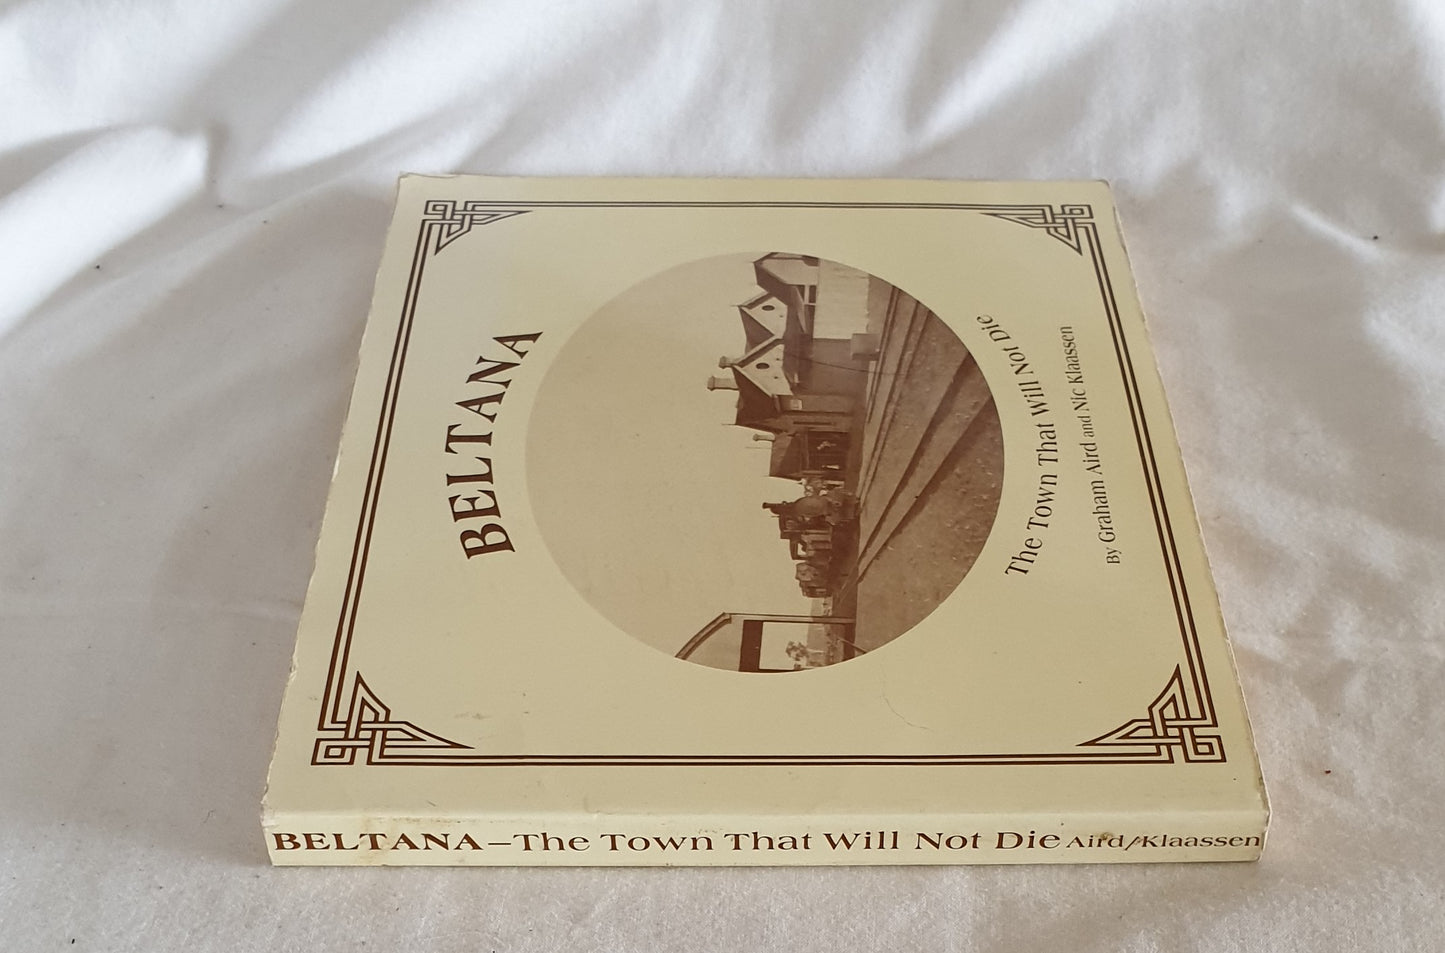 BELTANA
The Town That Will Not Die
By Graham Aird and Nic Klaassen
BELTANA–The Town That Will Not Die Aird/Klaassen